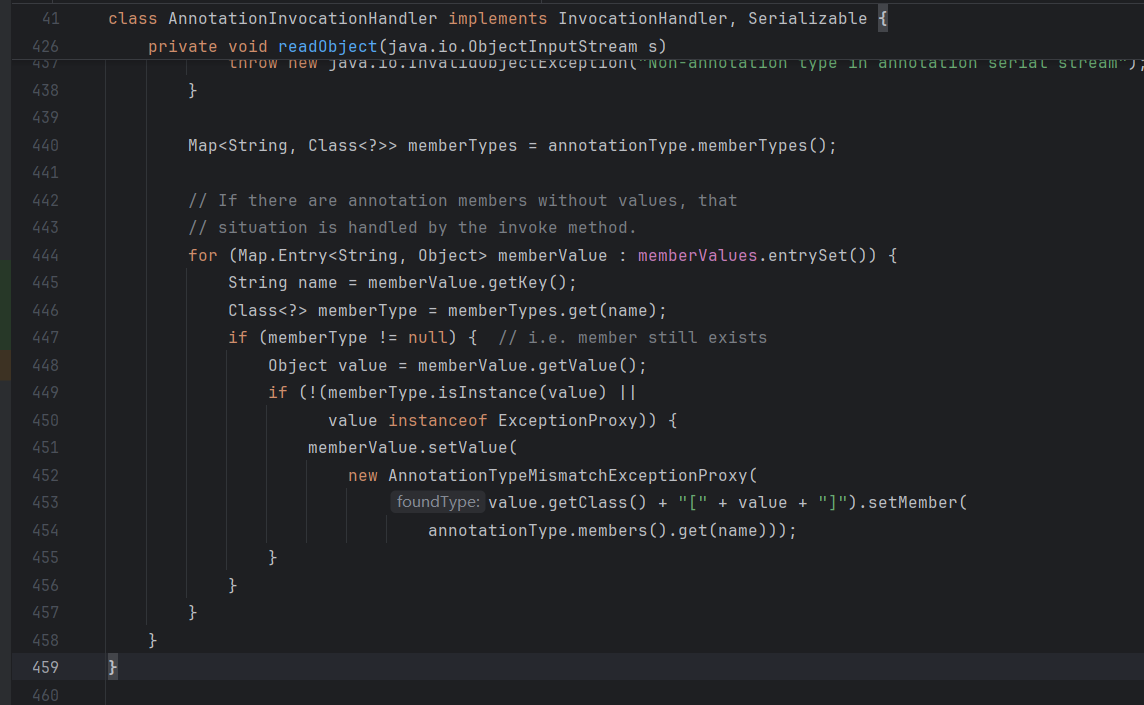 41 class AnnotationInvocationHandler implements InvocationHandler, Serializable {
426 private void readObject(java.io.ObjectInputStream s)
437 throw new java.io.InvalidObjectException("Non-annotation type in annotation serial stream");
438 }
439
440 Map<String, Class<?>> memberTypes = annotationType.memberTypes();
441
442 // If there are annotation members without values, that
443 // situation is handled by the invoke method.
444 for (Map.Entry<String, Object> memberValue : memberValues.entrySet()) {
445 String name = memberValue.getKey();
446 Class<?> memberType = memberTypes.get(name);
447 if (memberType != null) {  // i.e. member still exists
448 Object value = memberValue.getValue();
449 if (!(memberType.isInstance(value) ||
450 value instanceof ExceptionProxy)) {
451 memberValue.setValue(
452 new AnnotationTypeMismatchExceptionProxy(
453 foundType: value.getClass() + "[" + value + "]").setMember(
454 annotationType.members().get(name)));
455 }
456 }
457 }
458 }
459 }
460